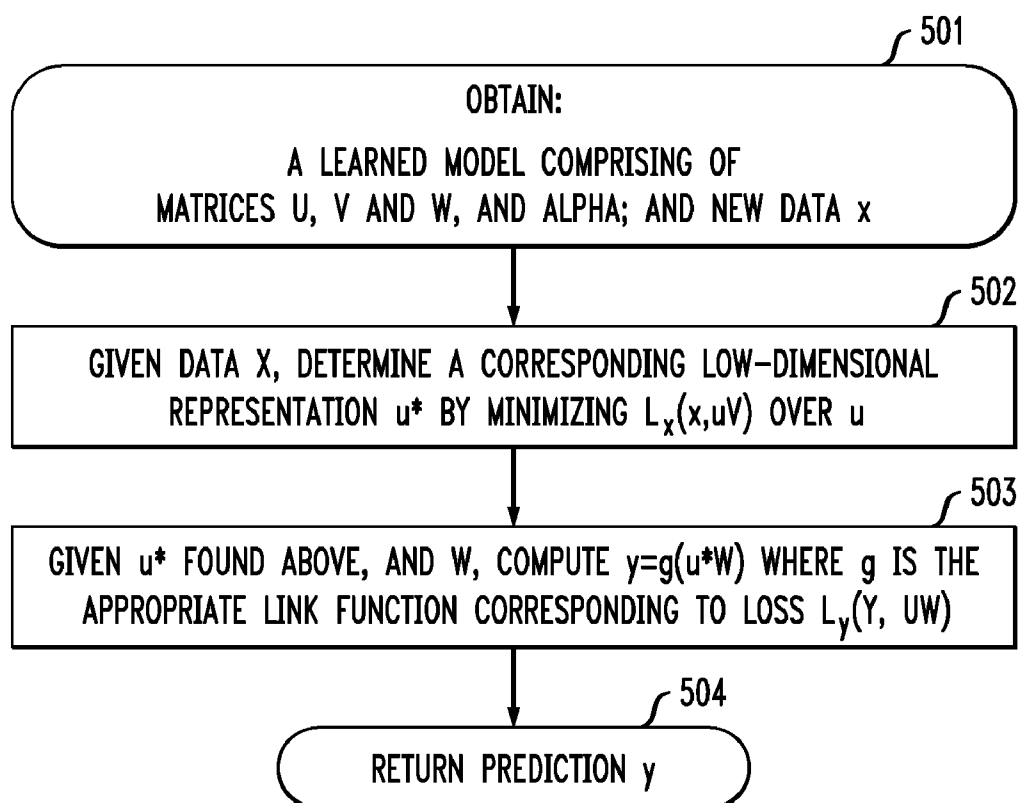 501
OBTAIN:
A LEARNED MODEL COMPRISING OF
MATRICES U, V AND W, AND ALPHA; AND NEW DATA x
502
GIVEN DATA X, DETERMINE A CORRESPONDING LOW-DIMENSIONAL
REPRESENTATION u* BY MINIMIZING Lx(x,uV) OVER u
503
GIVEN u* FOUND ABOVE, AND W, COMPUTE y=g(u*W) WHERE g IS THE
APPROPRIATE LINK FUNCTION CORRESPONDING TO LOSS Ly(Y, UW)
504
RETURN PREDICTION y